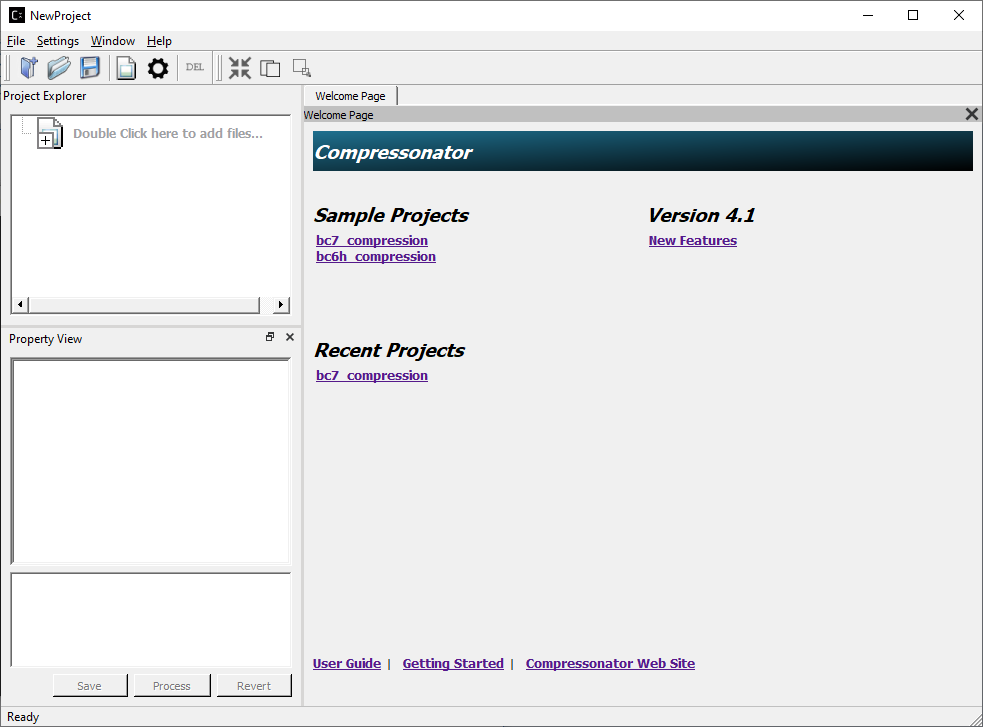 NewProject
File Settings Window Help
DEL
Project Explorer
Double Click here to add files...
Property View
Save Process Revert
Welcome Page
Welcome Page
Compressonator
Sample Projects
bc7_compression
bc6h_compression
Version 4.1
New Features
Recent Projects
bc7_compression
User Guide | Getting Started | Compressonator Web Site
Ready